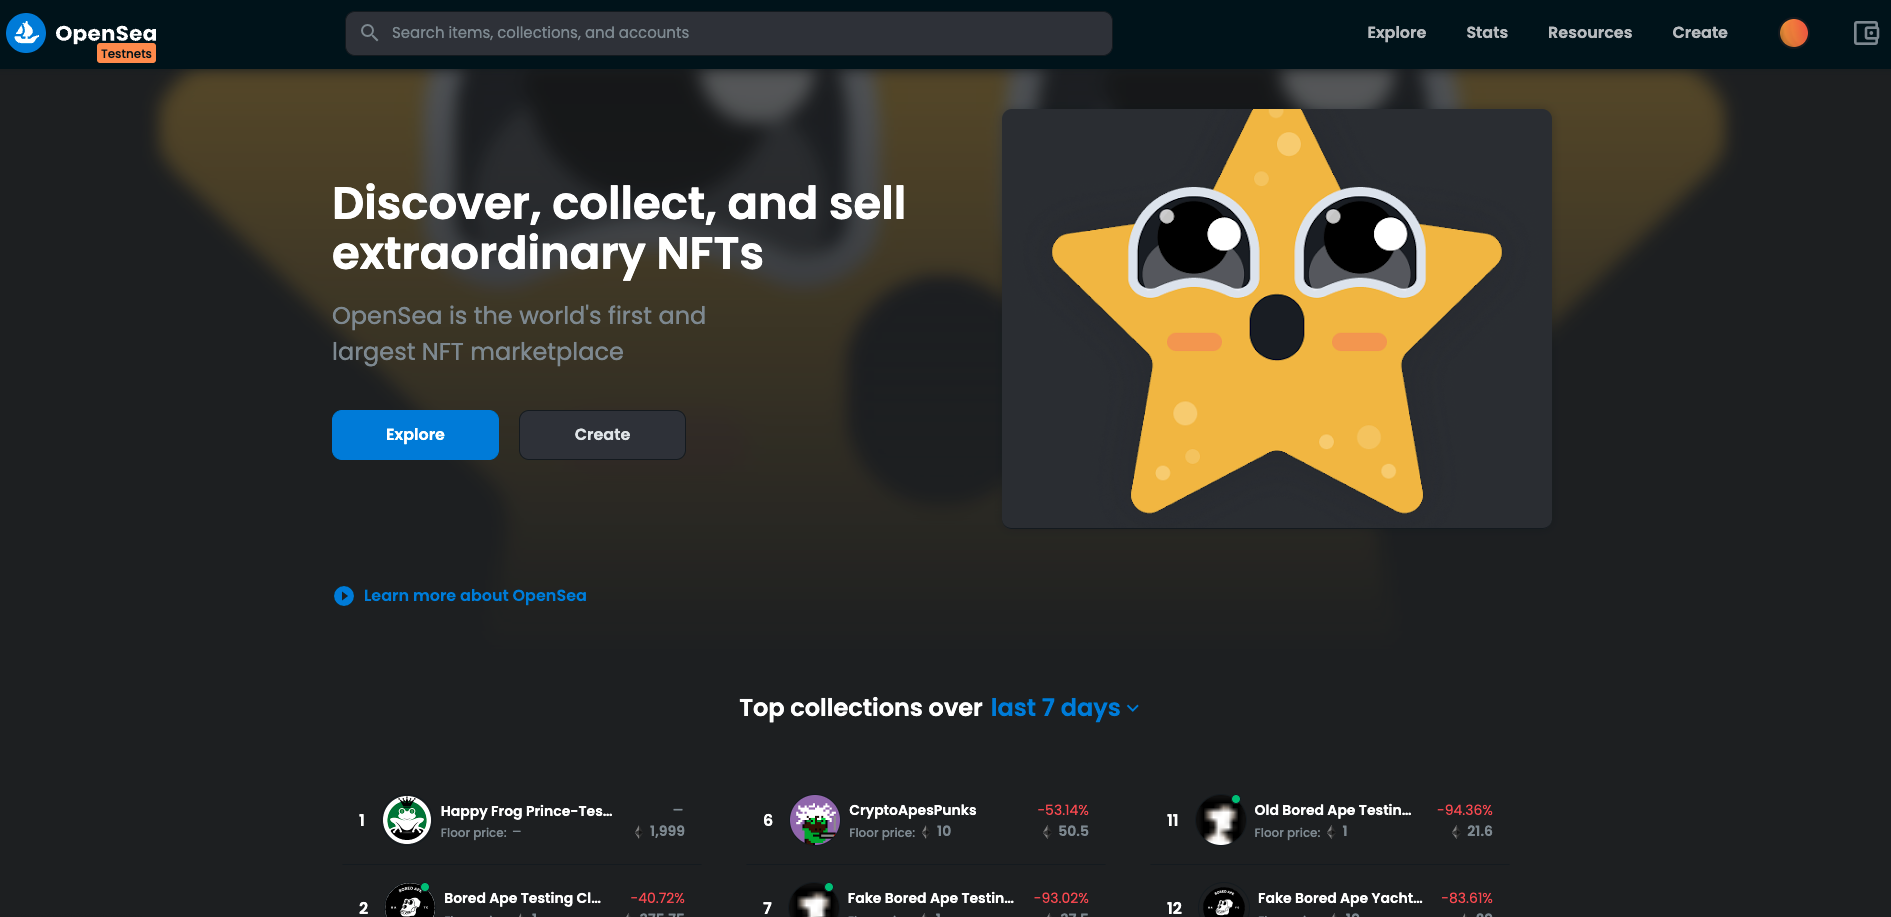 OpenSea
Testnets
Search items, collections, and accounts
Explore
Stats
Resources
Create
Discover, collect, and sell
extraordinary NFTs
OpenSea is the world's first and
largest NFT marketplace
Explore
Create
Learn more about OpenSea
Top collections over last 7 days
1
Happy Frog Prince-Tes... —
Floor price: — 1,999
6
CryptoApesPunks -53.14%
Floor price: 10 50.5
11
Old Bored Ape Testin... -94.36%
Floor price: 1 21.6
2
Bored Ape Testing Cl... -40.72%
7
Fake Bored Ape Testin... -93.02%
12
Fake Bored Ape Yacht... -83.61%